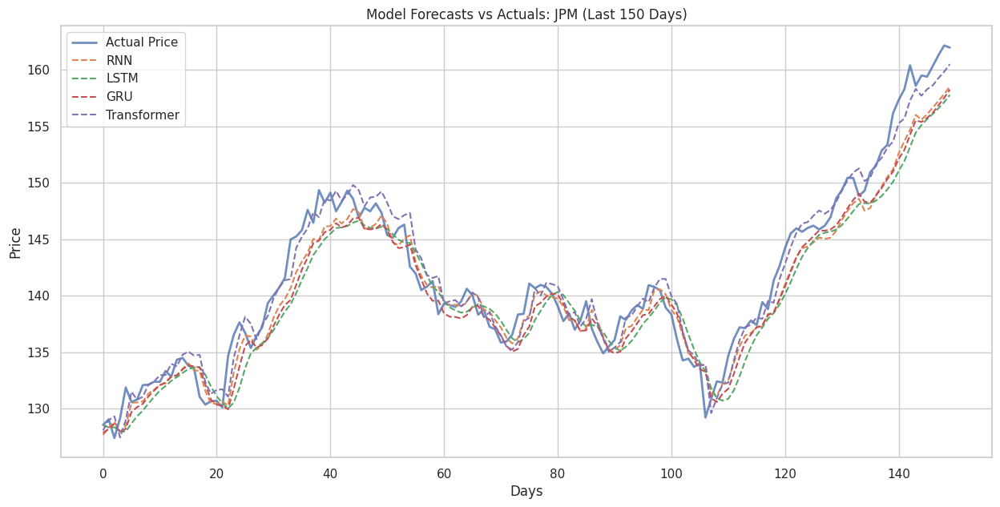 Model Forecasts vs Actuals: JPM (Last 150 Days)
Actual Price
RNN
LSTM
GRU
Transformer
Price
160
155
150
145
140
135
130
0 20 40 60 80 100 120 140
Days